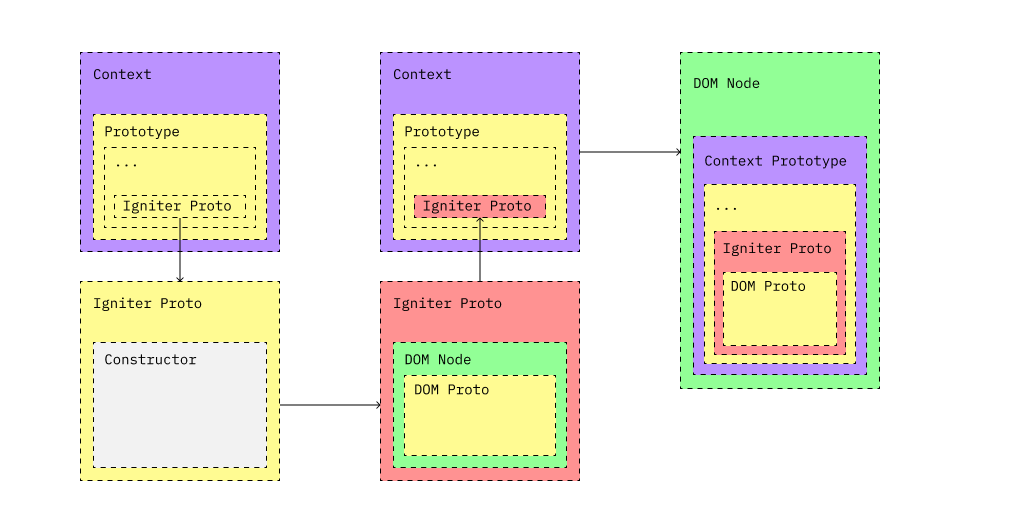 Context
Prototype
...
Igniter Proto
Igniter Proto
Constructor
Context
Prototype
...
Igniter Proto
Igniter Proto
DOM Node
DOM Proto
DOM Node
Context Prototype
...
Igniter Proto
DOM Proto